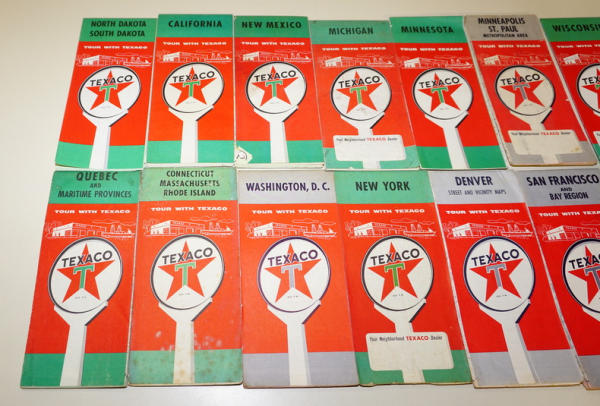 NORTH DAKOTA
SOUTH DAKOTA
TOUR WITH TEXACO
TEXACO
T
CALIFORNIA
TOUR WITH TEXACO
TEXACO
T
NEW MEXICO
TOUR WITH TEXACO
TEXACO
T
MICHIGAN
TOUR WITH TEXACO
TEXACO
T
Your Neighborhood TEXACO Dealer
MINNESOTA
TOUR WITH TEXACO
TEXACO
T
MINNEAPOLIS
ST. PAUL
METROPOLITAN AREA
TOUR WITH TEXACO
TEXACO
T
Your Neighborhood TEXACO Dealer
WISCONSIN
TOUR WITH
QUEBEC
AND
MARITIME PROVINCES
TOUR WITH TEXACO
TEXACO
T
CONNECTICUT
MASSACHUSETTS
RHODE ISLAND
TOUR WITH TEXACO
TEXACO
T
WASHINGTON, D. C.
TOUR WITH TEXACO
TEXACO
T
NEW YORK
TOUR WITH TEXACO
TEXACO
T
Your Neighborhood TEXACO Dealer
DENVER
STREET AND VICINITY MAPS
TOUR WITH TEXACO
TEXACO
T
SAN FRANCISCO
AND
BAY REGION
TOUR WITH